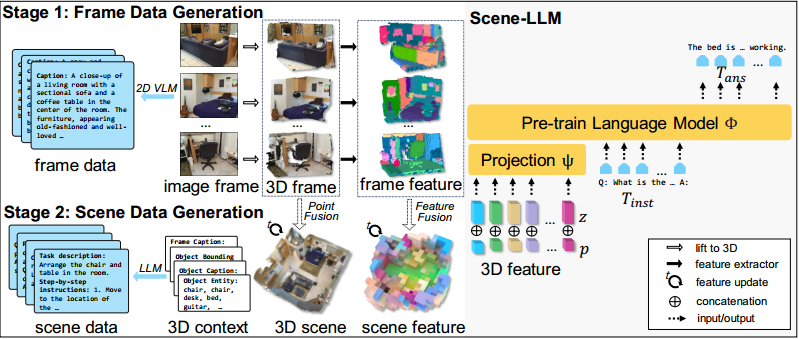 Stage 1: Frame Data Generation
Caption: A close-up of
a living room with a
sectional sofa and a
coffee table in the
center of the room. The
furniture, appearing
old-fashioned and well-
loved …
frame data
2D VLM
...
...
image frame
3D frame
frame feature
Point
Fusion
Feature
Fusion
Stage 2: Scene Data Generation
Task description:
Arrange the chair and
table in the room.
Step-by-step
instructions: 1. Move
to the location of
the …
scene data
LLM
Frame Caption:
Object Bounding
Object Caption:
Object Entity:
chair, chair,
desk, bed,
guitar, …
3D context
t
3D scene
t
scene feature
Scene-LLM
The bed is … working.
...
T_ans
...
Pre-train Language Model Φ
Projection ψ
...
...
Q: What is the … A:
T_inst
... z
... p
3D feature
lift to 3D
feature extractor
t feature update
⊕ concatenation
input/output